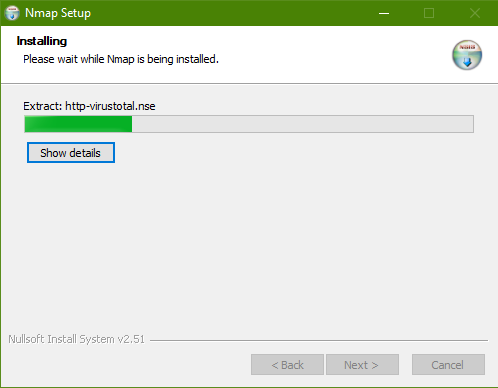 Nmap Setup
Installing
Please wait while Nmap is being installed.
Extract: http-virustotal.nse
Show details
Nullsoft Install System v2.51
< Back
Next >
Cancel